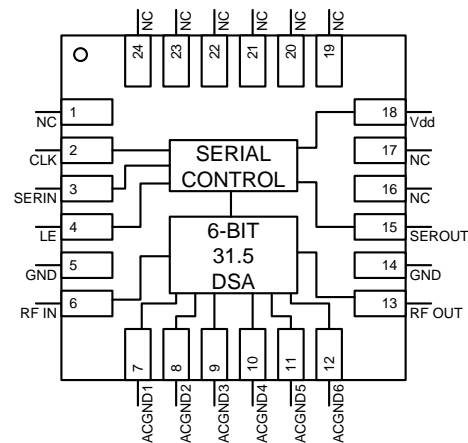 NC
NC
NC
NC
NC
NC
24
23
22
21
20
19
NC
1
18
Vdd
CLK
2
17
NC
SERIN
3
16
NC
LE
4
15
SEROUT
GND
5
14
GND
RF IN
6
13
RF OUT
SERIAL
CONTROL
6-BIT
31.5
DSA
7
8
9
10
11
12
ACGND1
ACGND2
ACGND3
ACGND4
ACGND5
ACGND6